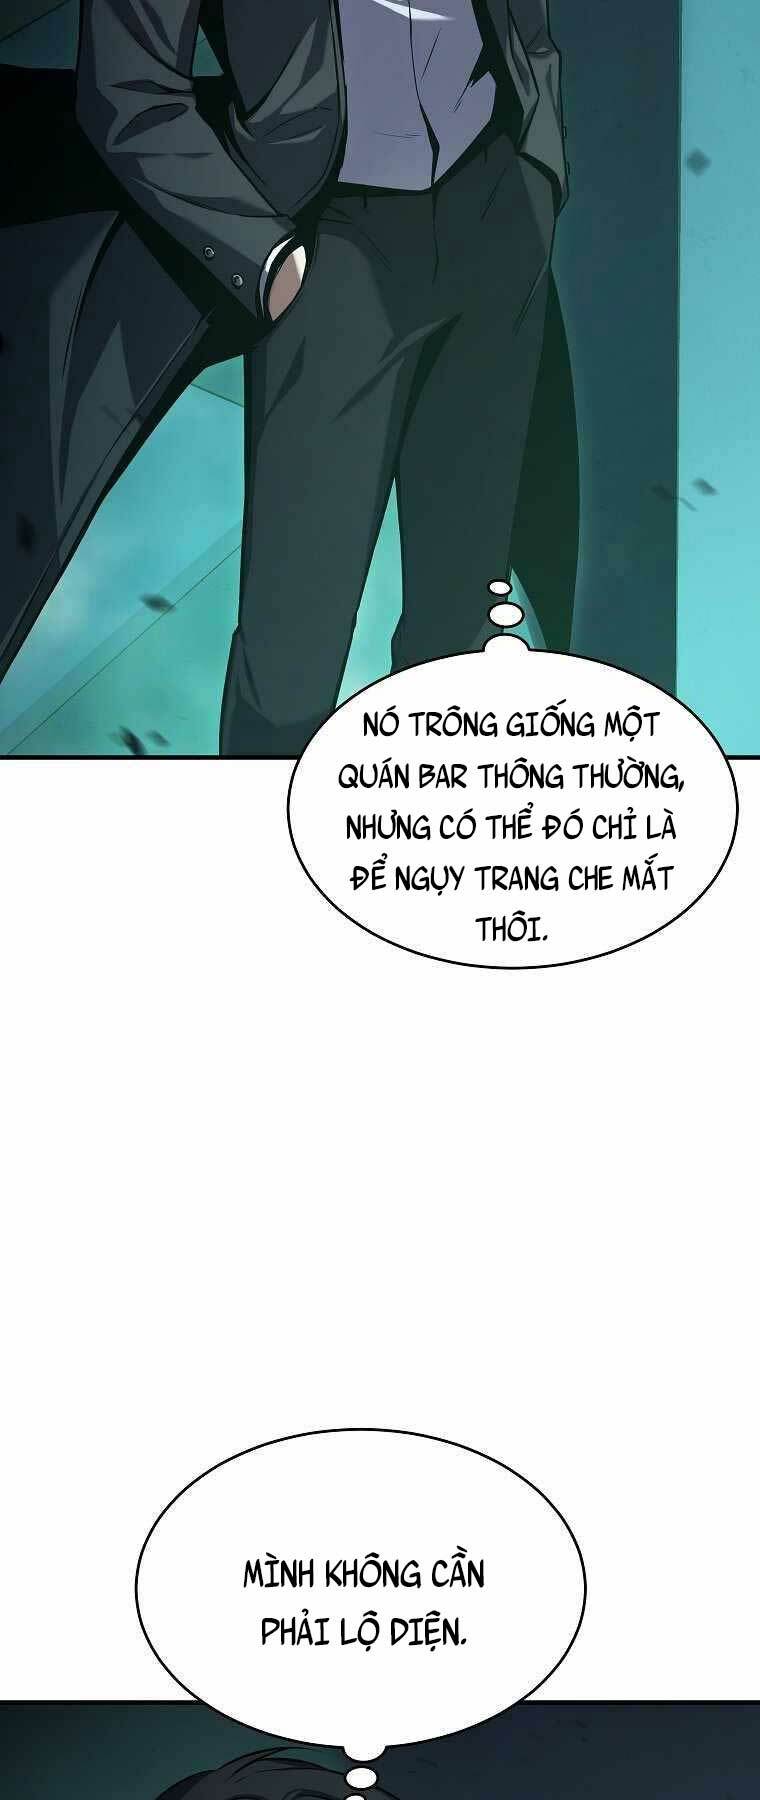 NÓ TRÔNG GIỐNG MỘT
QUÁN BAR THÔNG THƯỜNG,
NHƯNG CÓ THỂ ĐÓ CHỈ LÀ
ĐỂ NGỤY TRANG CHE MẮT
THÔI.
MÌNH KHÔNG CẦN
PHẢI LỘ DIỆN.